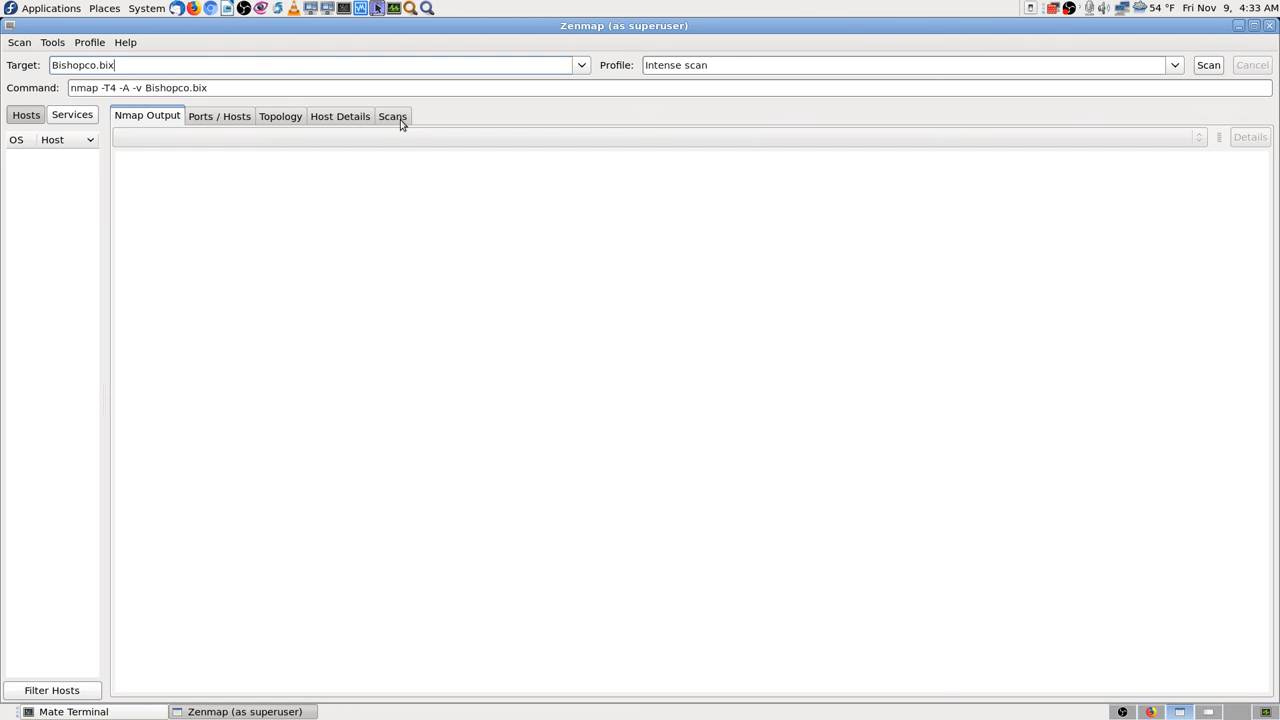 Applications Places System 54 °F Fri Nov 9, 4:33 AM
Zenmap (as superuser)
Scan Tools Profile Help
Target: Bishopco.bix Profile: Intense scan Scan Cancel
Command: nmap -T4 -A -v Bishopco.bix
Hosts Services Nmap Output Ports / Hosts Topology Host Details Scans
OS Host Details
Filter Hosts
Mate Terminal Zenmap (as superuser)